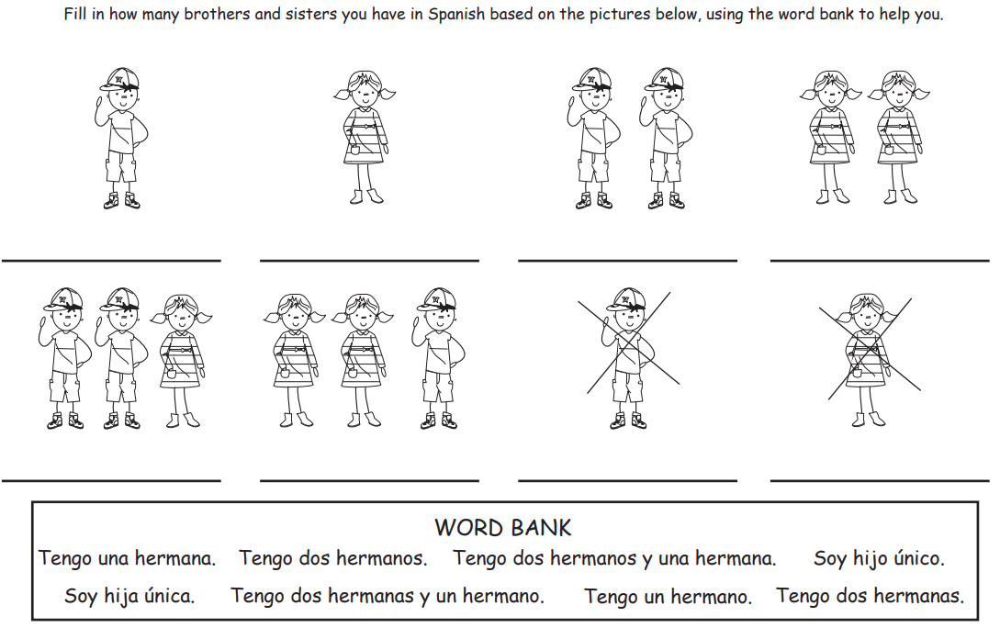 Fill in how many brothers and sisters you have in Spanish based on the pictures below, using the word bank to help you.
WORD BANK
Tengo una hermana. Tengo dos hermanos. Tengo dos hermanos y una hermana. Soy hijo único.
Soy hija única. Tengo dos hermanas y un hermano. Tengo un hermano. Tengo dos hermanas.